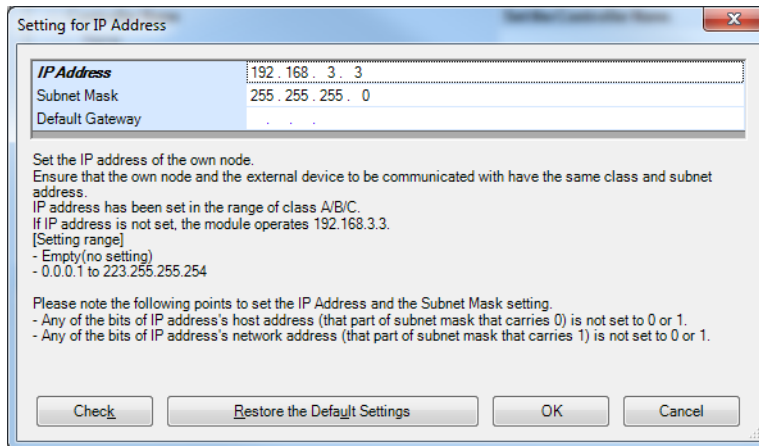 Setting for IP Address
IP Address 192 . 168 . 3 . 3
Subnet Mask 255 . 255 . 255 . 0
Default Gateway . . .
Set the IP address of the own node.
Ensure that the own node and the external device to be communicated with have the same class and subnet
address.
IP address has been set in the range of class A/B/C.
If IP address is not set, the module operates 192.168.3.3.
[Setting range]
- Empty(no setting)
- 0.0.0.1 to 223.255.255.254
Please note the following points to set the IP Address and the Subnet Mask setting.
- Any of the bits of IP address's host address (that part of subnet mask that carries 0) is not set to 0 or 1.
- Any of the bits of IP address's network address (that part of subnet mask that carries 1) is not set to 0 or 1.
Check Restore the Default Settings OK Cancel